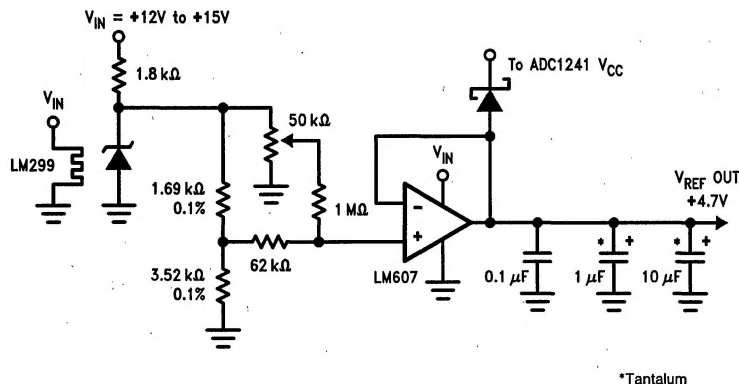 V_IN = +12V to +15V
1.8 kΩ
To ADC1241 V_CC
V_IN
50 kΩ
LM299
V_IN
V_REF OUT
+4.7V
1.69 kΩ
0.1%
1 MΩ
-
+
62 kΩ
LM607
3.52 kΩ
0.1%
0.1 μF
* +
1 μF
* +
10 μF
*Tantalum